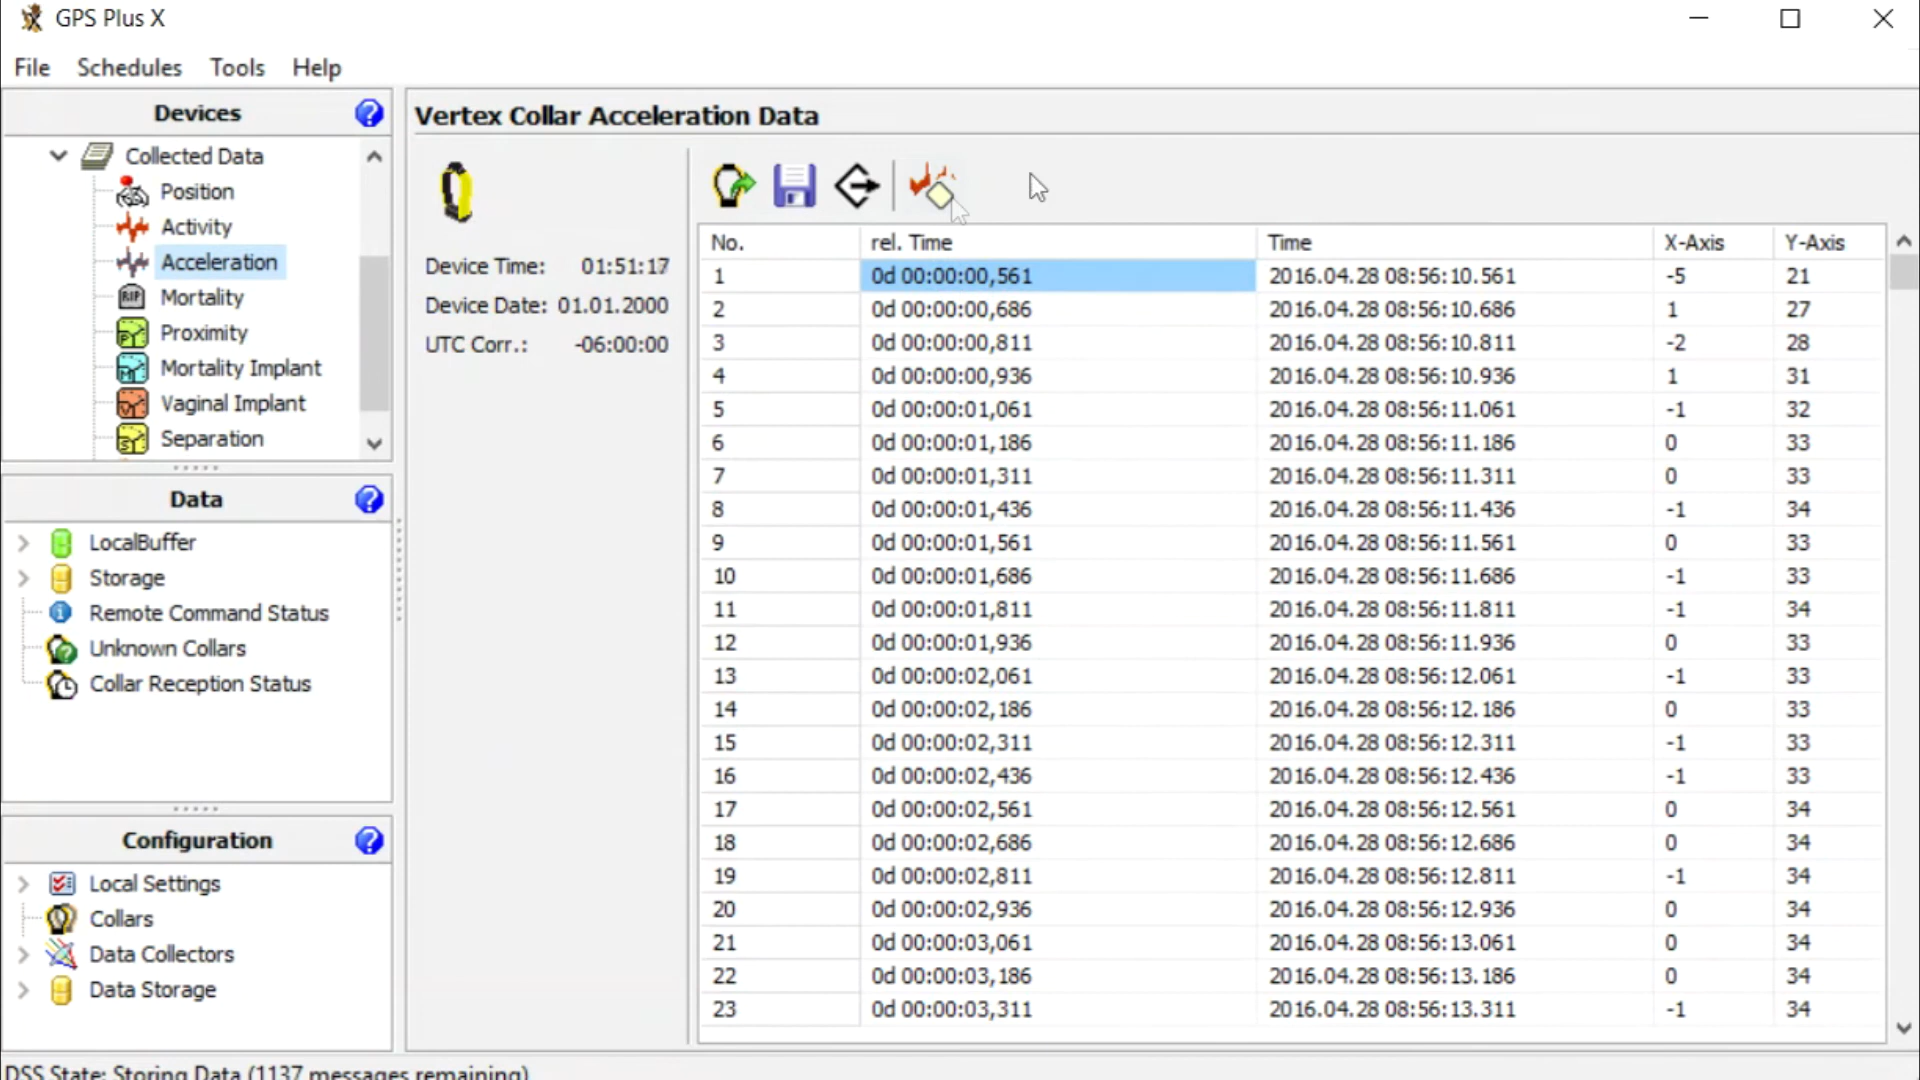 GPS Plus X
File Schedules Tools Help
Devices
Collected Data
Position
Activity
Acceleration
RIP Mortality
Proximity
Mortality Implant
Vaginal Implant
Separation
Data
LocalBuffer
Storage
Remote Command Status
Unknown Collars
Collar Reception Status
Configuration
Local Settings
Collars
Data Collectors
Data Storage
Vertex Collar Acceleration Data
Device Time: 01:51:17
Device Date: 01.01.2000
UTC Corr.: -06:00:00
No. rel. Time Time X-Axis Y-Axis
1 0d 00:00:00,561 2016.04.28 08:56:10.561 -5 21
2 0d 00:00:00,686 2016.04.28 08:56:10.686 1 27
3 0d 00:00:00,811 2016.04.28 08:56:10.811 -2 28
4 0d 00:00:00,936 2016.04.28 08:56:10.936 1 31
5 0d 00:00:01,061 2016.04.28 08:56:11.061 -1 32
6 0d 00:00:01,186 2016.04.28 08:56:11.186 0 33
7 0d 00:00:01,311 2016.04.28 08:56:11.311 0 33
8 0d 00:00:01,436 2016.04.28 08:56:11.436 -1 34
9 0d 00:00:01,561 2016.04.28 08:56:11.561 0 33
10 0d 00:00:01,686 2016.04.28 08:56:11.686 -1 33
11 0d 00:00:01,811 2016.04.28 08:56:11.811 -1 34
12 0d 00:00:01,936 2016.04.28 08:56:11.936 0 33
13 0d 00:00:02,061 2016.04.28 08:56:12.061 -1 33
14 0d 00:00:02,186 2016.04.28 08:56:12.186 0 33
15 0d 00:00:02,311 2016.04.28 08:56:12.311 -1 33
16 0d 00:00:02,436 2016.04.28 08:56:12.436 -1 33
17 0d 00:00:02,561 2016.04.28 08:56:12.561 0 34
18 0d 00:00:02,686 2016.04.28 08:56:12.686 0 34
19 0d 00:00:02,811 2016.04.28 08:56:12.811 -1 34
20 0d 00:00:02,936 2016.04.28 08:56:12.936 0 34
21 0d 00:00:03,061 2016.04.28 08:56:13.061 0 34
22 0d 00:00:03,186 2016.04.28 08:56:13.186 0 34
23 0d 00:00:03,311 2016.04.28 08:56:13.311 -1 34
DSS State: Storing Data (1137 messages remaining)